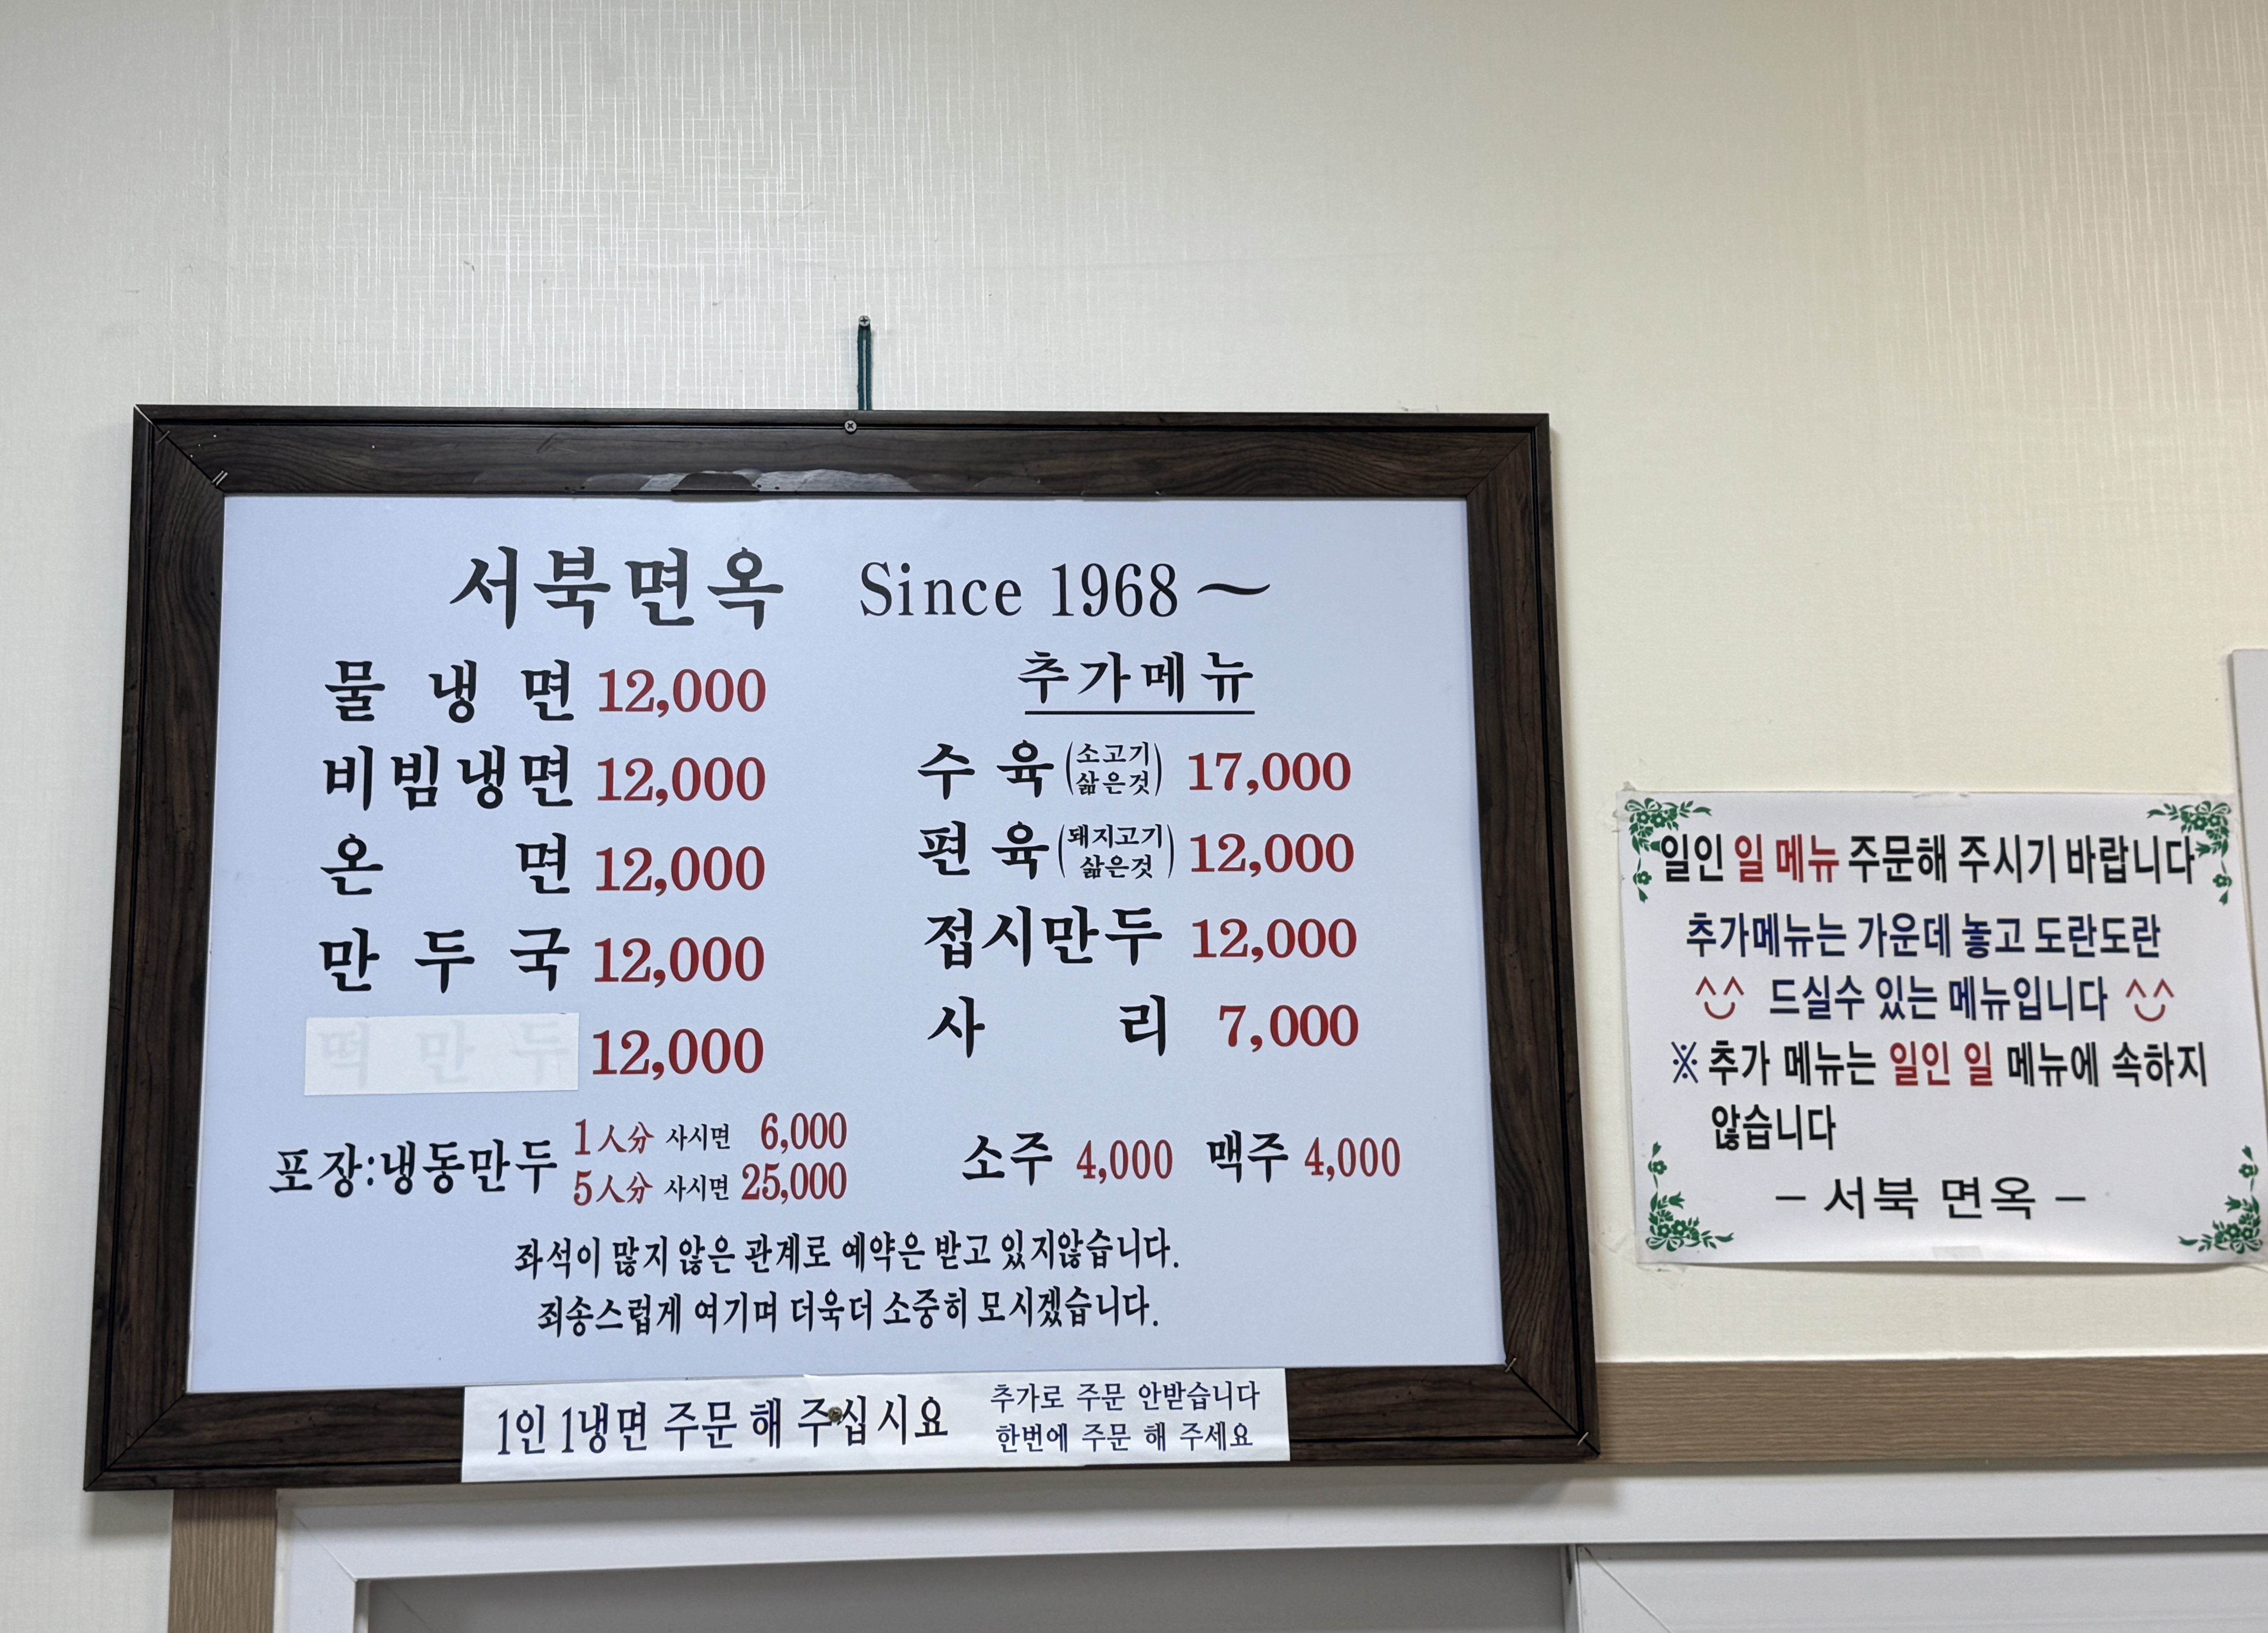 서북면옥 Since 1968~
물냉면 12,000
비빔냉면 12,000
온면 12,000
만두국 12,000
떡만두 12,000
추가메뉴
수육(소고기 삶은것) 17,000
편육(돼지고기 삶은것) 12,000
접시만두 12,000
사리 7,000
포장:냉동만두 1人分 사시면 6,000
5人分 사시면 25,000
소주 4,000 맥주 4,000
좌석이 많지 않은 관계로 예약은 받고 있지않습니다.
죄송스럽게 여기며 더욱더 소중히 모시겠습니다.
1인 1냉면 주문 해 주십시요
추가로 주문 안받습니다
한번에 주문 해 주세요
일인 일 메뉴 주문해 주시기 바랍니다
추가메뉴는 가운데 놓고 도란도란
^^ 드실수 있는 메뉴입니다 ^^
※ 추가 메뉴는 일인 일 메뉴에 속하지
않습니다
- 서북 면옥 -